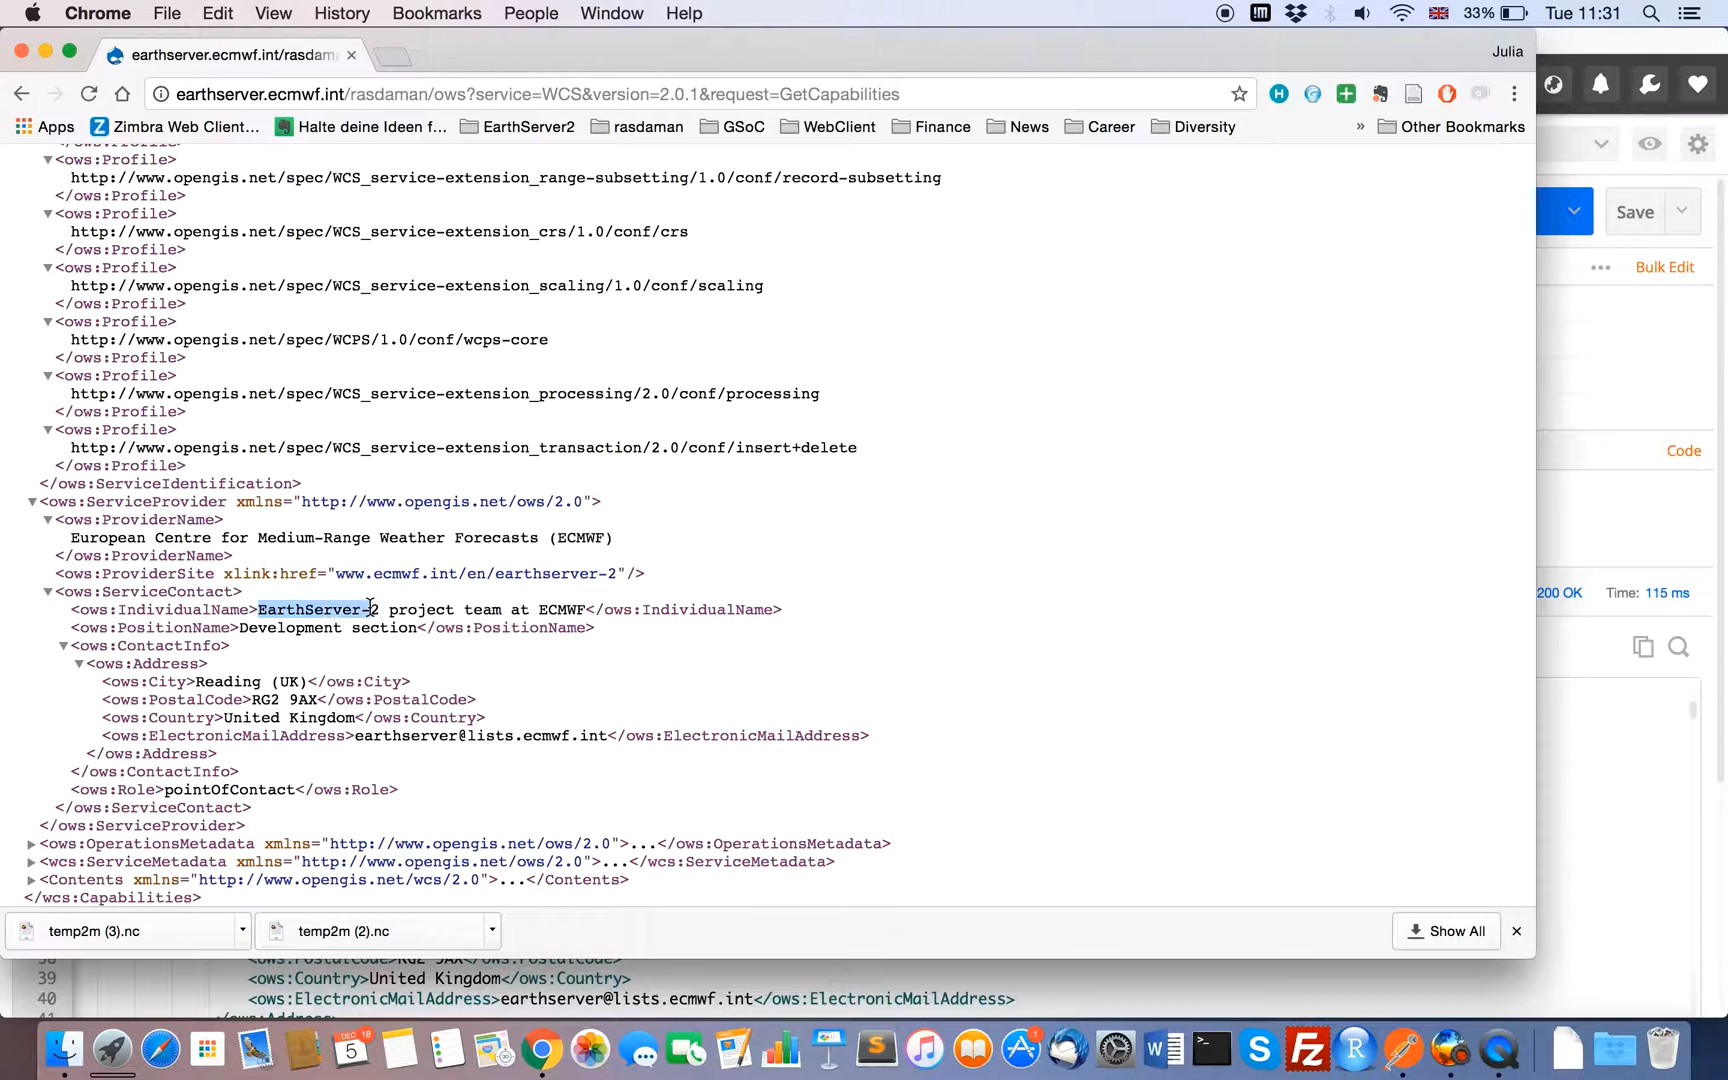 Chrome File Edit View History Bookmarks People Window Help 33% Tue 11:31
earthserver.ecmwf.int/rasdama Julia
earthserver.ecmwf.int/rasdaman/ows?service=WCS&version=2.0.1&request=GetCapabilities
Apps Zimbra Web Client... Halte deine Ideen f... EarthServer2 rasdaman GSoC WebClient Finance News Career Diversity » Other Bookmarks
<ows:Profile>
http://www.opengis.net/spec/WCS_service-extension_range-subsetting/1.0/conf/record-subsetting
</ows:Profile>
<ows:Profile>
http://www.opengis.net/spec/WCS_service-extension_crs/1.0/conf/crs
</ows:Profile>
<ows:Profile>
http://www.opengis.net/spec/WCS_service-extension_scaling/1.0/conf/scaling
</ows:Profile>
<ows:Profile>
http://www.opengis.net/spec/WCPS/1.0/conf/wcps-core
</ows:Profile>
<ows:Profile>
http://www.opengis.net/spec/WCS_service-extension_processing/2.0/conf/processing
</ows:Profile>
<ows:Profile>
http://www.opengis.net/spec/WCS_service-extension_transaction/2.0/conf/insert+delete
</ows:Profile>
</ows:ServiceIdentification>
<ows:ServiceProvider xmlns="http://www.opengis.net/ows/2.0">
<ows:ProviderName>
European Centre for Medium-Range Weather Forecasts (ECMWF)
</ows:ProviderName>
<ows:ProviderSite xlink:href="www.ecmwf.int/en/earthserver-2"/>
<ows:ServiceContact>
<ows:IndividualName>EarthServer-2 project team at ECMWF</ows:IndividualName>
<ows:PositionName>Development section</ows:PositionName>
<ows:ContactInfo>
<ows:Address>
<ows:City>Reading (UK)</ows:City>
<ows:PostalCode>RG2 9AX</ows:PostalCode>
<ows:Country>United Kingdom</ows:Country>
<ows:ElectronicMailAddress>earthserver@lists.ecmwf.int</ows:ElectronicMailAddress>
</ows:Address>
</ows:ContactInfo>
<ows:Role>pointOfContact</ows:Role>
</ows:ServiceContact>
</ows:ServiceProvider>
<ows:OperationsMetadata xmlns="http://www.opengis.net/ows/2.0">...</ows:OperationsMetadata>
<wcs:ServiceMetadata xmlns="http://www.opengis.net/ows/2.0">...</wcs:ServiceMetadata>
<Contents xmlns="http://www.opengis.net/wcs/2.0">...</Contents>
</wcs:Capabilities>
Save
Bulk Edit
Code
200 OK Time: 115 ms
temp2m (3).nc temp2m (2).nc Show All
39 <ows:Country>United Kingdom</ows:Country>
40 <ows:ElectronicMailAddress>earthserver@lists.ecmwf.int</ows:ElectronicMailAddress>
DEC 5